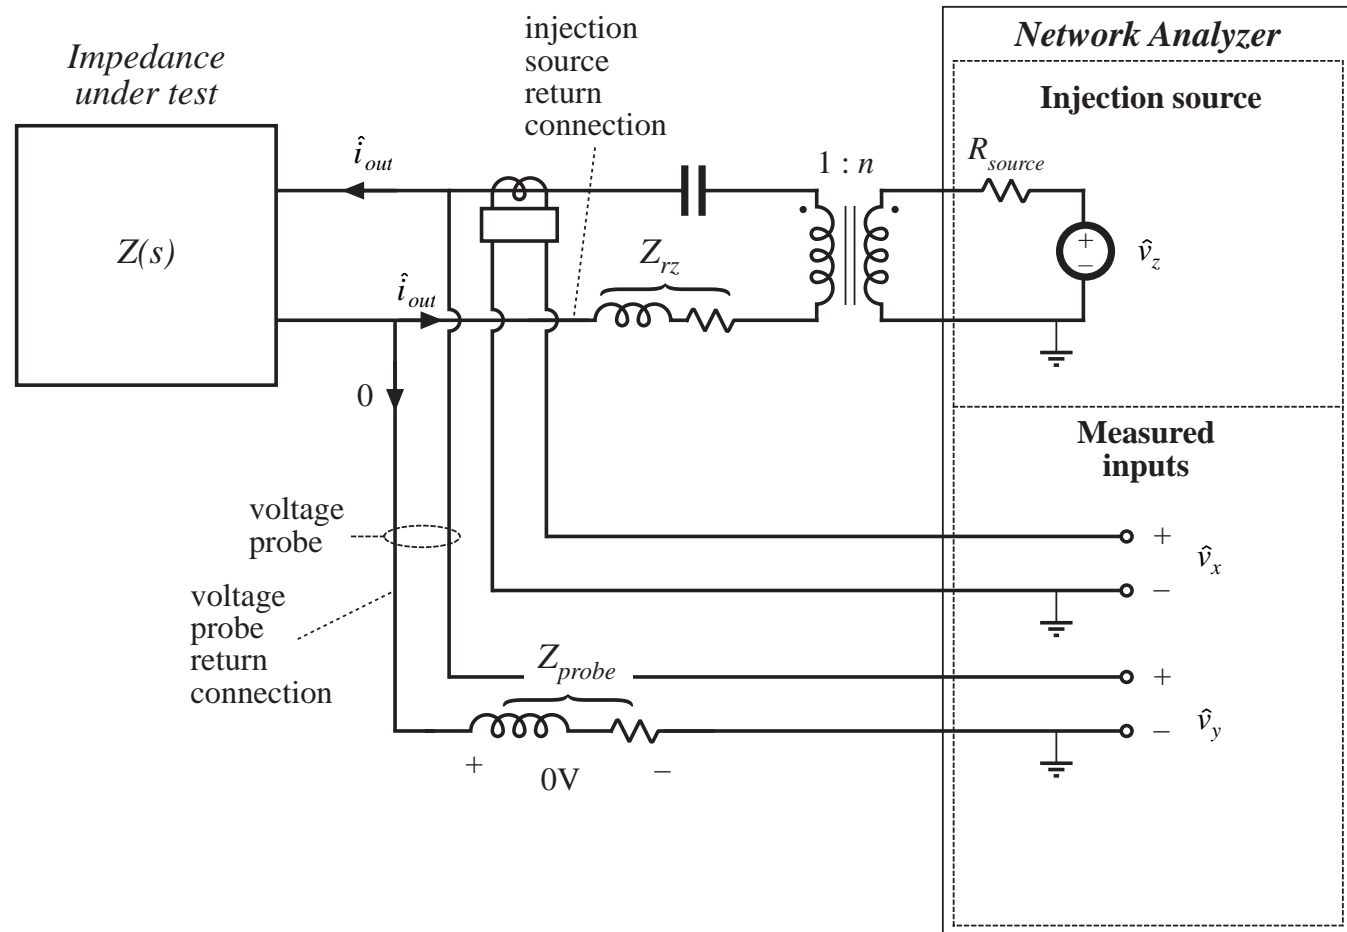 Impedance
under test
Z(s)
î_out
î_out
0
injection
source
return
connection
Z_rz
1 : n
Network Analyzer
Injection source
R_source
+
–
v̂_z
Measured
inputs
voltage
probe
voltage
probe
return
connection
+
v̂_x
–
Z_probe
+
v̂_y
–
+
0V
–